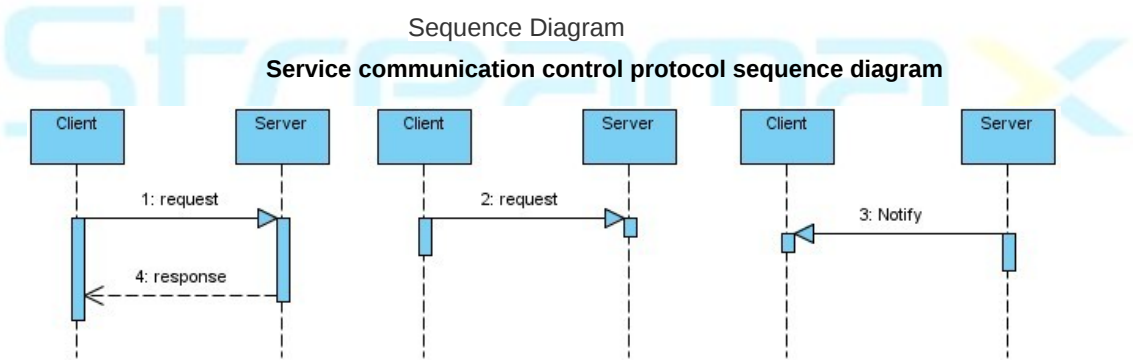 Streamax
Sequence Diagram
Service communication control protocol sequence diagram
Client
Server
Client
Server
Client
Server
1: request
2: request
3: Notify
4: response